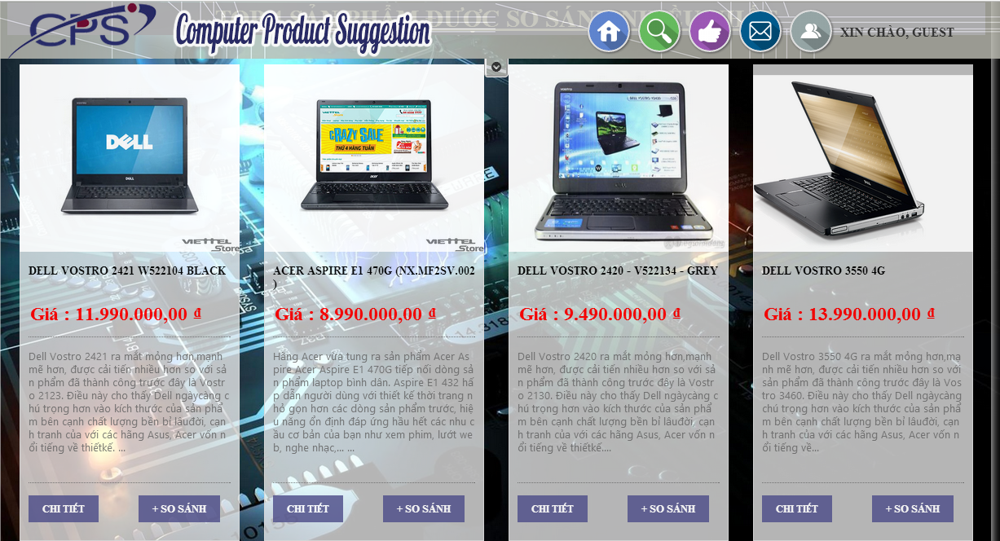 CPS
Computer Product Suggestion
SẢN PHẨM ĐƯỢC SO SÁNH
XIN CHÀO, GUEST
DELL
VIETTEL
Store
CRAZY SALE
THỨ 4 HÀNG TUẦN
acer
VIETTEL
Store
DELL VOSTRO 2421 W522104 BLACK
Giá : 11.990.000,00 ₫
Dell Vostro 2421 ra mắt mỏng hơn,mạnh
mẽ hơn, được cải tiến nhiều hơn so với sả
n phẩm đã thành công trước đây là Vostr
o 2123. Điều này cho thấy Dell ngàycàng c
hú trọng hơn vào kích thước của sản phẩ
m bên cạnh chất lượng bền bỉ lâuđời, cạn
h tranh của với các hãng Asus, Acer vốn n
ổi tiếng về thiếtkế. ...
CHI TIẾT
+ SO SÁNH
ACER ASPIRE E1 470G (NX.MF2SV.002
)
Giá : 8.990.000,00 ₫
Hãng Acer vừa tung ra sản phẩm Acer As
pire Acer Aspire E1 470G tiếp nối dòng sả
n phẩm laptop bình dân. Aspire E1 432 hấ
p dẫn người dùng với thiết kế thời trang n
hỏ gọn hơn các dòng sản phẩm trước, hiệ
u năng ổn định đáp ứng hầu hết các nhu c
ầu cơ bản của bạn như xem phim, lướt we
b, nghe nhạc,... ...
CHI TIẾT
+ SO SÁNH
DELL VOSTRO 2420 - V522134 - GREY
Giá : 9.490.000,00 ₫
Dell Vostro 2420 ra mắt mỏng hơn,mạnh
mẽ hơn, được cải tiến nhiều hơn so với sả
n phẩm đã thành công trước đây là Vostr
o 2130. Điều này cho thấy Dell ngàycàng c
hú trọng hơn vào kích thước của sản phẩ
m bên cạnh chất lượng bền bỉ lâuđời, cạn
h tranh của với các hãng Asus, Acer vốn n
ổi tiếng về thiếtkế....
CHI TIẾT
+ SO SÁNH
DELL VOSTRO 3550 4G
Giá : 13.990.000,00 ₫
Dell Vostro 3550 4G ra mắt mỏng hơn,mạ
nh mẽ hơn, được cải tiến nhiều hơn so với
sản phẩm đã thành công trước đây là Vos
tro 3460. Điều này cho thấy Dell ngàycàng
chú trọng hơn vào kích thước của sản phẩ
m bên cạnh chất lượng bền bỉ lâuđời, cạn
h tranh của với các hãng Asus, Acer vốn n
ổi tiếng về...
CHI TIẾT
+ SO SÁNH